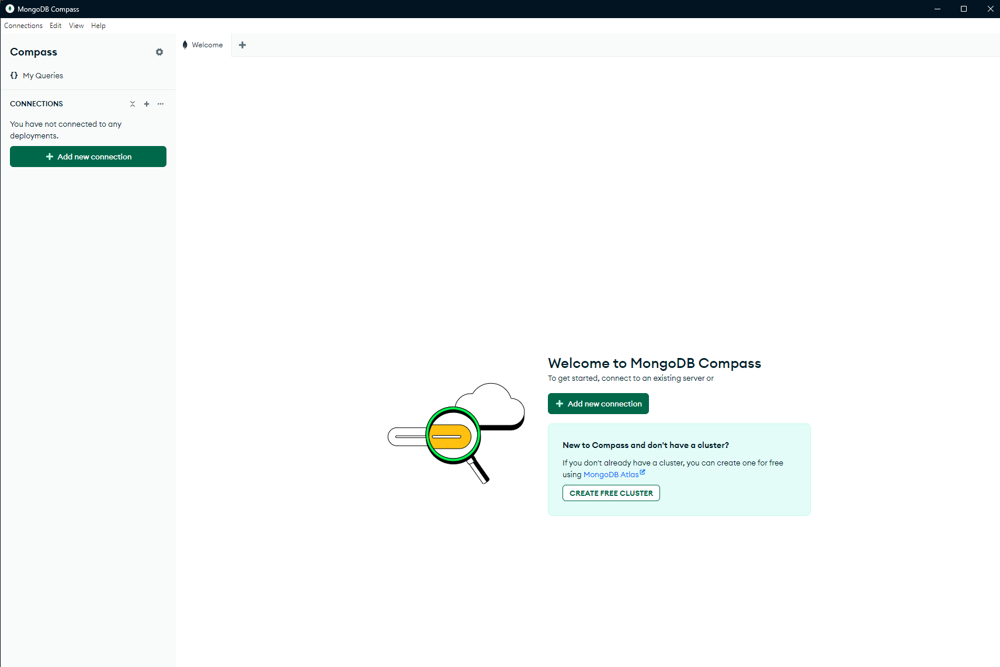 MongoDB Compass
Connections Edit View Help
Compass
Welcome
{} My Queries
CONNECTIONS
You have not connected to any
deployments.
Add new connection
Welcome to MongoDB Compass
To get started, connect to an existing server or
Add new connection
New to Compass and don't have a cluster?
If you don't already have a cluster, you can create one for free
using MongoDB Atlas
CREATE FREE CLUSTER